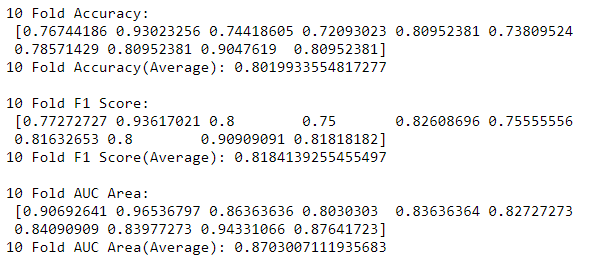 10 Fold Accuracy:
 [0.76744186 0.93023256 0.74418605 0.72093023 0.80952381 0.73809524
 0.78571429 0.80952381 0.9047619  0.80952381]
10 Fold Accuracy(Average): 0.8019933554817277

10 Fold F1 Score:
 [0.77272727 0.93617021 0.8        0.75       0.82608696 0.75555556
 0.81632653 0.8        0.90909091 0.81818182]
10 Fold F1 Score(Average): 0.8184139255455497

10 Fold AUC Area:
 [0.90692641 0.96536797 0.86363636 0.8030303  0.83636364 0.82727273
 0.84090909 0.83977273 0.94331066 0.87641723]
10 Fold AUC Area(Average): 0.8703007111935683